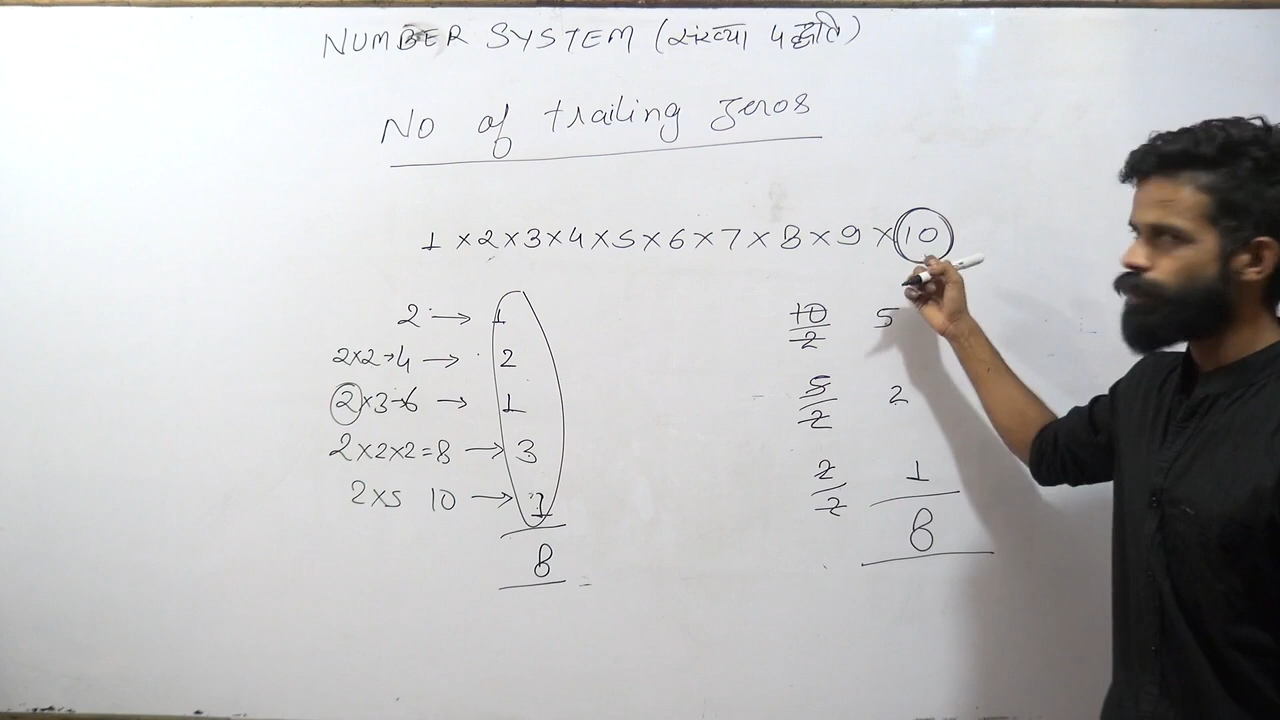 NUMBER SYSTEM (संख्या पद्धति)
No of trailing zeros
1 × 2 × 3 × 4 × 5 × 6 × 7 × 8 × 9 × 10
2 → 1
2×2→4 → 2
2×3→6 → 1
2×2×2=8 → 3
2×5 10 → 1
8
10/2 5
5/2 2
2/2 1
8